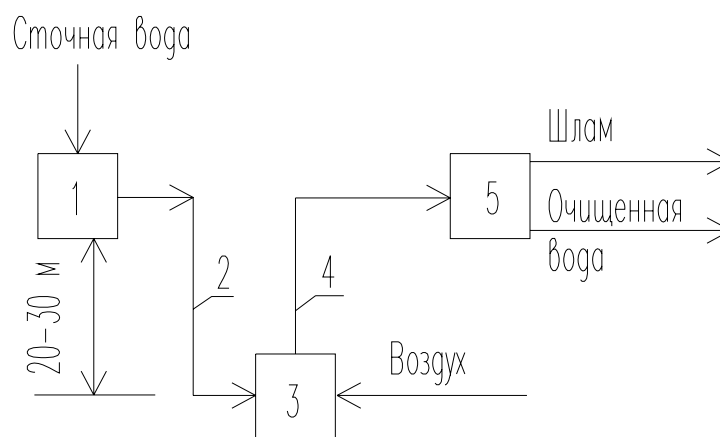 Сточная вода
Шлам
1
5
Очищенная
вода
2
4
20-30 м
Воздух
3